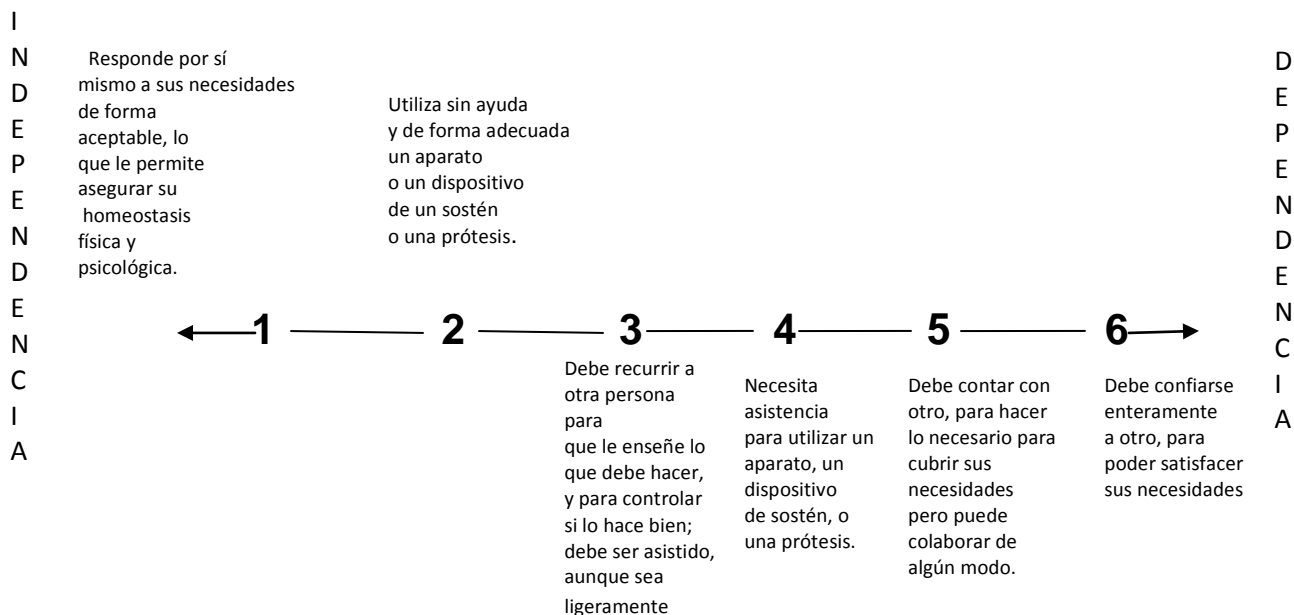 INDEPENDENCIA
Responde por sí
mismo a sus necesidades
de forma
aceptable, lo
que le permite
asegurar su
homeostasis
física y
psicológica.
Utiliza sin ayuda
y de forma adecuada
un aparato
o un dispositivo
de un sostén
o una prótesis.
DEPENDENCIA
1 2 3 4 5 6
Debe recurrir a
otra persona
para
que le enseñe lo
que debe hacer,
y para controlar
si lo hace bien;
debe ser asistido,
aunque sea
ligeramente
Necesita
asistencia
para utilizar un
aparato, un
dispositivo
de sostén, o
una prótesis.
Debe contar con
otro, para hacer
lo necesario para
cubrir sus
necesidades
pero puede
colaborar de
algún modo.
Debe confiarse
enteramente
a otro, para
poder satisfacer
sus necesidades